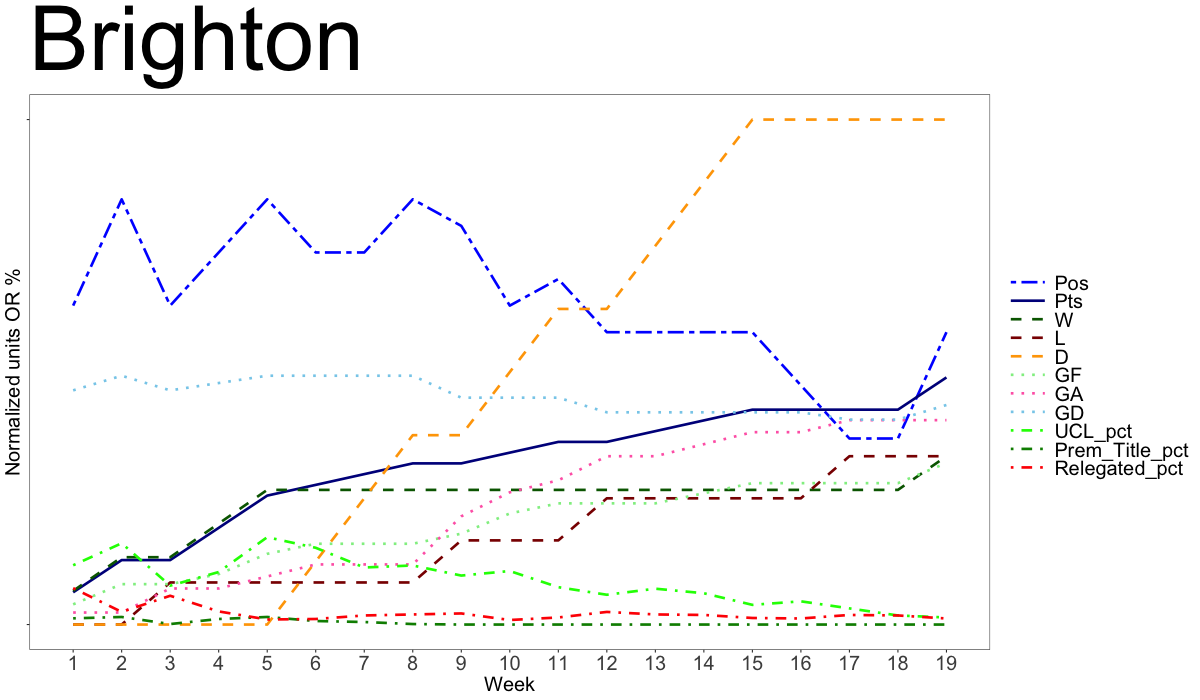 Brighton
Normalized units OR %
1 2 3 4 5 6 7 8 9 10 11 12 13 14 15 16 17 18 19
Week
Pos
Pts
W
L
D
GF
GA
GD
UCL_pct
Prem_Title_pct
Relegated_pct